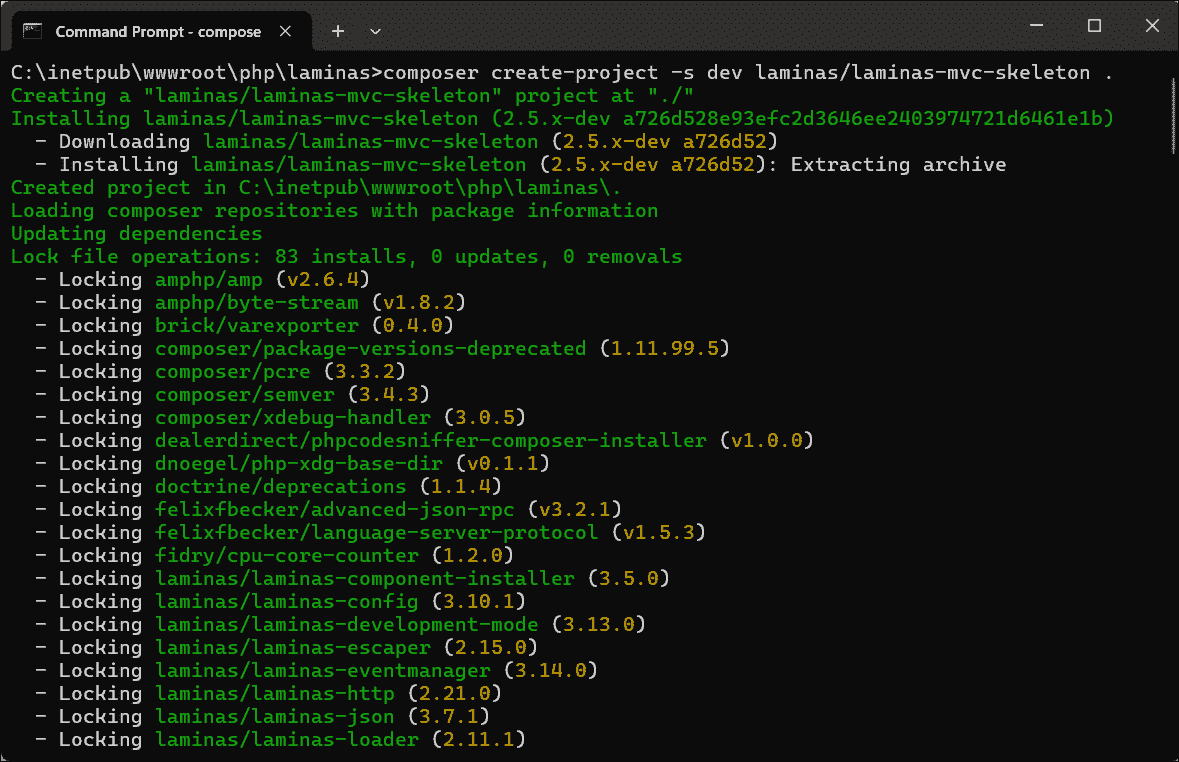 Command Prompt - compose
C:\inetpub\wwwroot\php\laminas>composer create-project -s dev laminas/laminas-mvc-skeleton .
Creating a "laminas/laminas-mvc-skeleton" project at "./"
Installing laminas/laminas-mvc-skeleton (2.5.x-dev a726d528e93efc2d3646ee2403974721d6461e1b)
  - Downloading laminas/laminas-mvc-skeleton (2.5.x-dev a726d52)
  - Installing laminas/laminas-mvc-skeleton (2.5.x-dev a726d52): Extracting archive
Created project in C:\inetpub\wwwroot\php\laminas\.
Loading composer repositories with package information
Updating dependencies
Lock file operations: 83 installs, 0 updates, 0 removals
  - Locking amphp/amp (v2.6.4)
  - Locking amphp/byte-stream (v1.8.2)
  - Locking brick/varexporter (0.4.0)
  - Locking composer/package-versions-deprecated (1.11.99.5)
  - Locking composer/pcre (3.3.2)
  - Locking composer/semver (3.4.3)
  - Locking composer/xdebug-handler (3.0.5)
  - Locking dealerdirect/phpcodesniffer-composer-installer (v1.0.0)
  - Locking dnoegel/php-xdg-base-dir (v0.1.1)
  - Locking doctrine/deprecations (1.1.4)
  - Locking felixfbecker/advanced-json-rpc (v3.2.1)
  - Locking felixfbecker/language-server-protocol (v1.5.3)
  - Locking fidry/cpu-core-counter (1.2.0)
  - Locking laminas/laminas-component-installer (3.5.0)
  - Locking laminas/laminas-config (3.10.1)
  - Locking laminas/laminas-development-mode (3.13.0)
  - Locking laminas/laminas-escaper (2.15.0)
  - Locking laminas/laminas-eventmanager (3.14.0)
  - Locking laminas/laminas-http (2.21.0)
  - Locking laminas/laminas-json (3.7.1)
  - Locking laminas/laminas-loader (2.11.1)